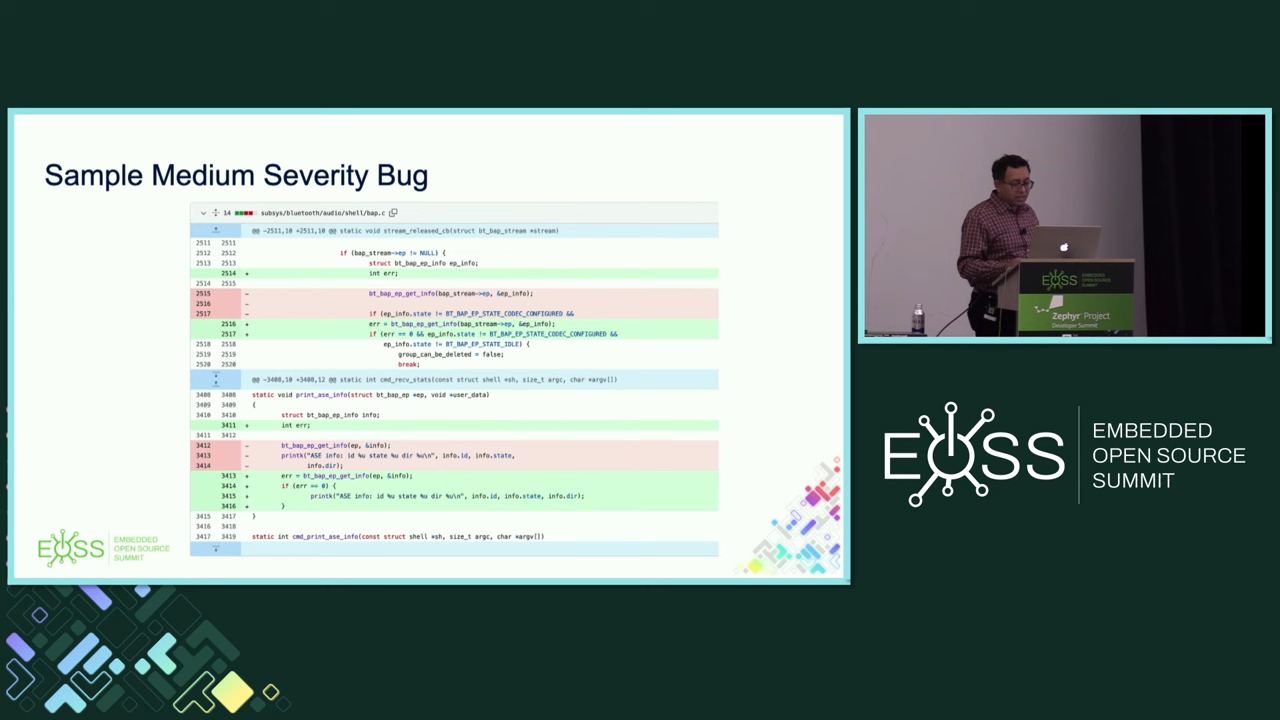 Sample Medium Severity Bug
14 subsys/bluetooth/audio/shell/bap.c
@@ -2511,10 +2511,10 @@ static void stream_released_cb(struct bt_bap_stream *stream)
2511 2511
2512 2512 if (bap_stream->ep != NULL) {
2513 2513 struct bt_bap_ep_info ep_info;
2514 + int err;
2514 2515
2515 - bt_bap_ep_get_info(bap_stream->ep, &ep_info);
2516 -
2517 - if (ep_info.state != BT_BAP_EP_STATE_CODEC_CONFIGURED &&
2516 + err = bt_bap_ep_get_info(bap_stream->ep, &ep_info);
2517 + if (err == 0 && ep_info.state != BT_BAP_EP_STATE_CODEC_CONFIGURED &&
2518 2518 ep_info.state != BT_BAP_EP_STATE_IDLE) {
2519 2519 group_can_be_deleted = false;
2520 2520 break;
@@ -3408,10 +3408,12 @@ static int cmd_recv_stats(const struct shell *sh, size_t argc, char *argv[])
3408 3408 static void print_ase_info(struct bt_bap_ep *ep, void *user_data)
3409 3409 {
3410 3410 struct bt_bap_ep_info info;
3411 + int err;
3411 3412
3412 - bt_bap_ep_get_info(ep, &info);
3413 - printk("ASE info: id %u state %u dir %u\n", info.id, info.state,
3414 - info.dir);
3413 + err = bt_bap_ep_get_info(ep, &info);
3414 + if (err == 0) {
3415 + printk("ASE info: id %u state %u dir %u\n", info.id, info.state, info.dir);
3416 + }
3415 3417 }
3416 3418
3417 3419 static int cmd_print_ase_info(const struct shell *sh, size_t argc, char *argv[])
EOSS
EMBEDDED
OPEN SOURCE
SUMMIT
EOSS
EMBEDDED
OPEN SOURCE
SUMMIT
Zephyr Project
Developer Summit
EOSS
EMBEDDED
OPEN SOURCE
SUMMIT